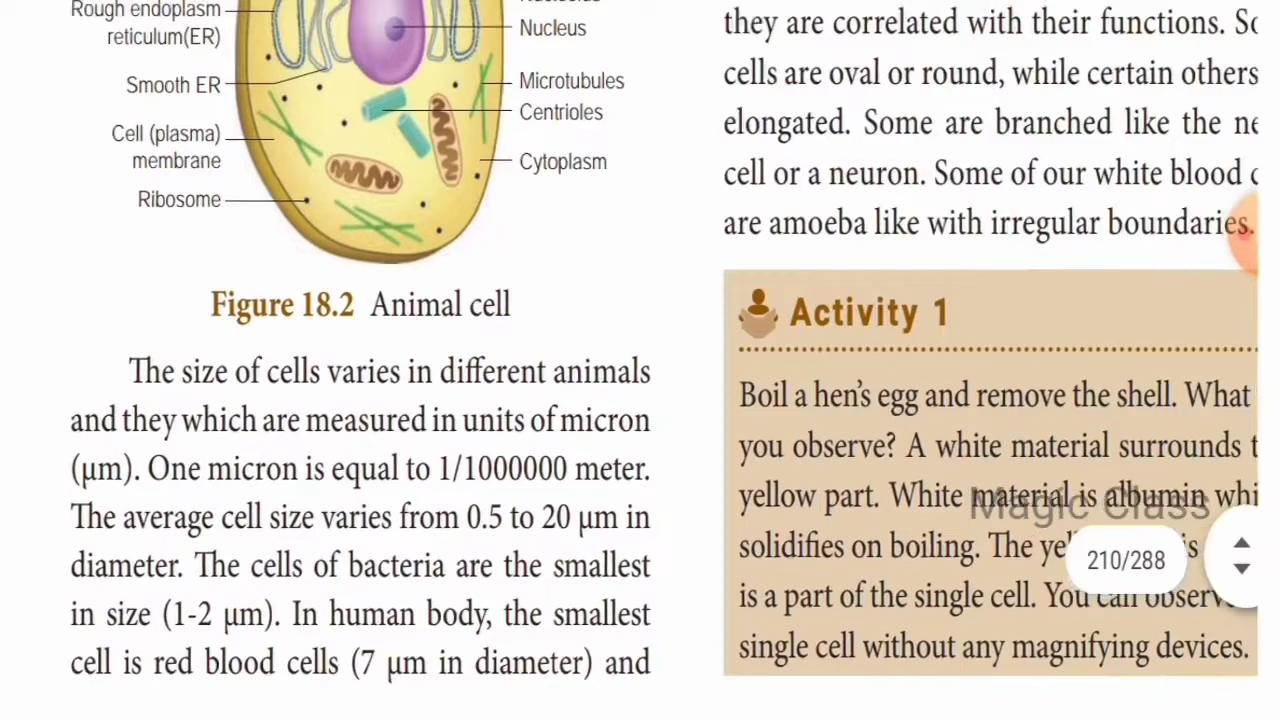 Rough endoplasm
reticulum(ER)
Smooth ER
Cell (plasma)
membrane
Ribosome
Nucleus
Microtubules
Centrioles
Cytoplasm
Figure 18.2 Animal cell
The size of cells varies in different animals
and they which are measured in units of micron
(µm). One micron is equal to 1/1000000 meter.
The average cell size varies from 0.5 to 20 µm in
diameter. The cells of bacteria are the smallest
in size (1-2 µm). In human body, the smallest
cell is red blood cells (7 µm in diameter) and
they are correlated with their functions.
cells are oval or round, while certain others
elongated. Some are branched like the
cell or a neuron. Some of our white blood
are amoeba like with irregular boundaries.
Activity 1
Boil a hen's egg and remove the shell. What
you observe? A white material surrounds
yellow part. White material is albumin
solidifies on boiling. The is
is a part of the single cell. You can
single cell without any magnifying devices.
Magic Class
210/288